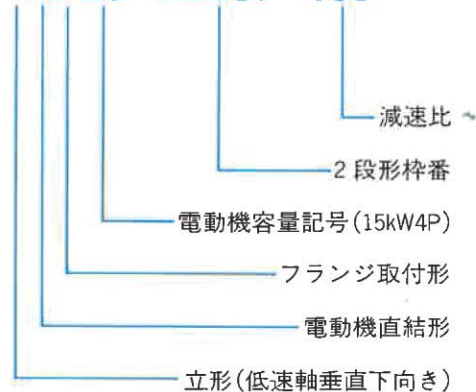 減速比 ~
2段形枠番
電動機容量記号(15kW4P)
フランジ取付形
電動機直結形
立形(低速軸垂直下向き)